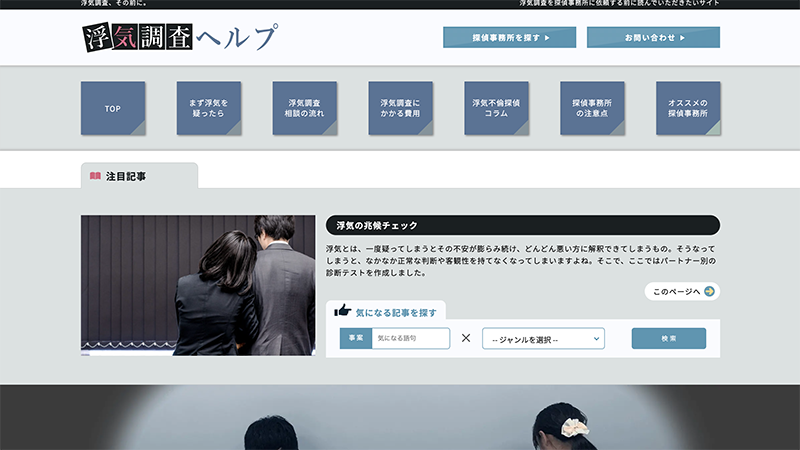 浮気調査、その前に。
浮気調査を探偵事務所に依頼する前に読んでいただきたいサイト
浮気調査ヘルプ
探偵事務所を探す
お問い合わせ
TOP
まず浮気を
疑ったら
浮気調査
相談の流れ
浮気調査に
かかる費用
浮気不倫探偵
コラム
探偵事務所
の注意点
オススメの
探偵事務所
注目記事
浮気の兆候チェック
浮気とは、一度疑ってしまうとその不安が膨らみ続け、どんどん悪い方に解釈できてしまうもの。そうなって
しまうと、なかなか正常な判断や客観性を持てなくなってしまいますよね。そこで、ここではパートナー別の
診断テストを作成しました。
このページへ
気になる記事を探す
事案
気になる語句
×
-- ジャンルを選択 --
検索